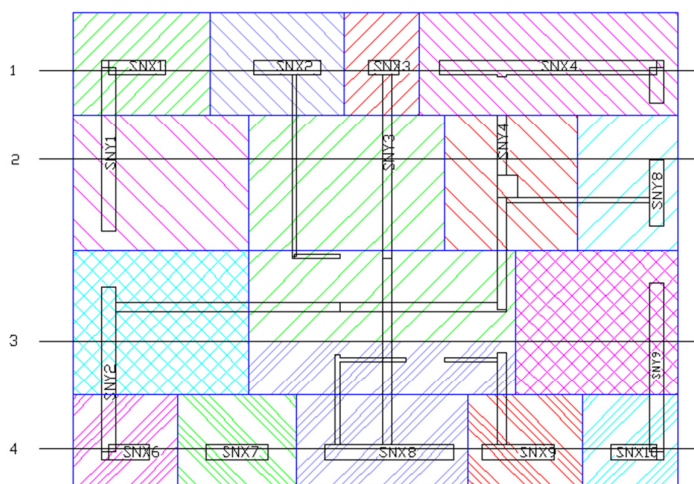 1 SNX1 SNX2 SNX3 SNX4
2 SNY1 SNY3 SNY4 SNY8
3 SNY2 SNY9
4 SNX6 SNX7 SNX8 SNX9 SNX10